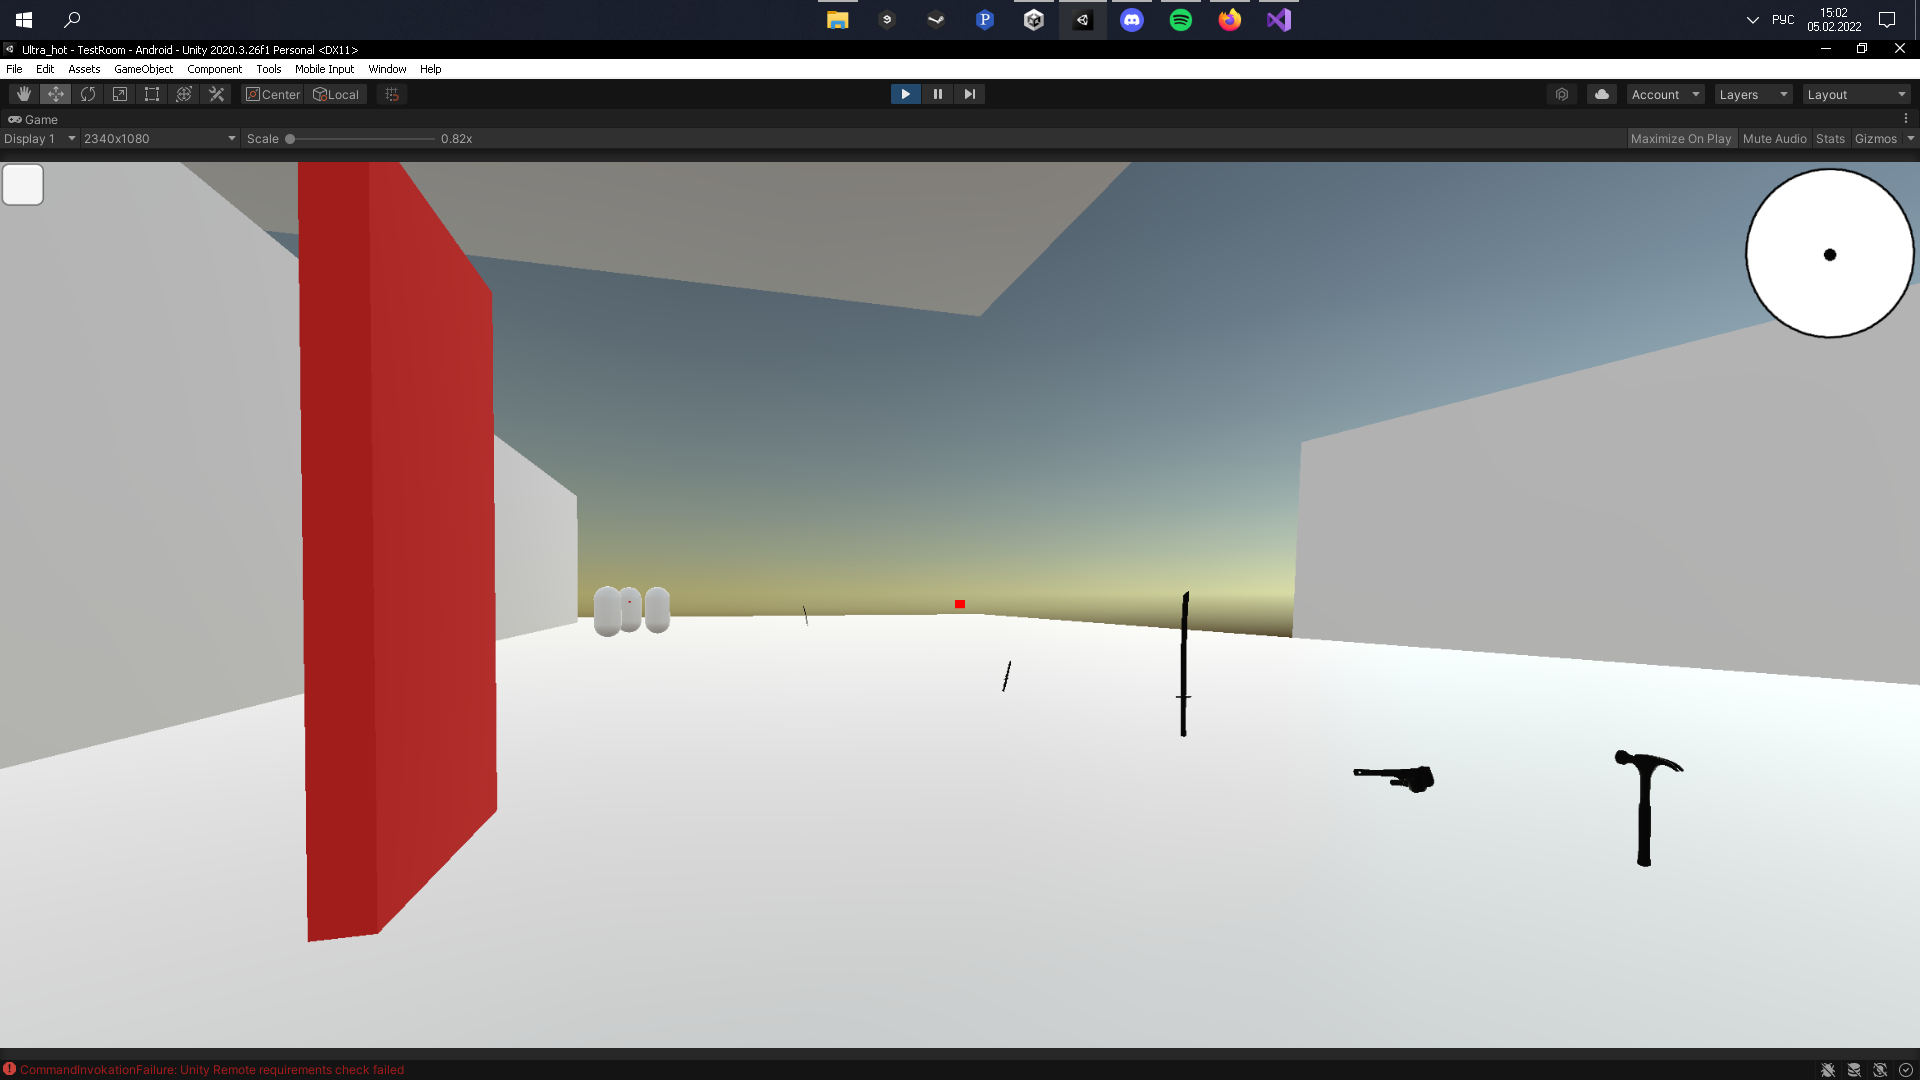 РУС
15:02
05.02.2022
Ultra_hot - TestRoom - Android - Unity 2020.3.26f1 Personal <DX11>
File Edit Assets GameObject Component Tools Mobile Input Window Help
Center Local Account Layers Layout
Game
Display 1 2340x1080 Scale 0.82x Maximize On Play Mute Audio Stats Gizmos
CommandInvokationFailure: Unity Remote requirements check failed